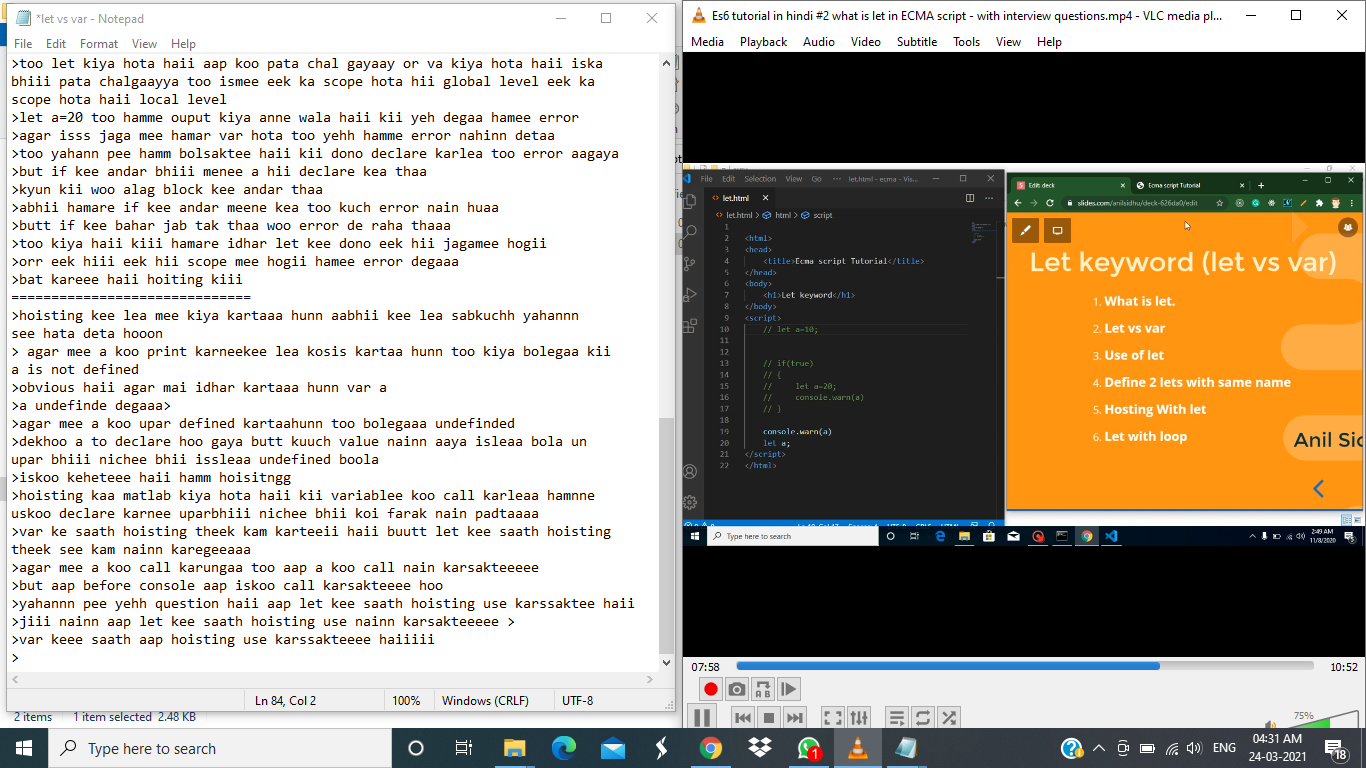 *let vs var - Notepad
File Edit Format View Help
>too let kiya hota haii aap koo pata chal gayaay or va kiya hota haii iska
bhiii pata chalgaayya too ismee eek ka scope hota hii global level eek ka
scope hota haii local level
>let a=20 too hamme ouput kiya anne wala haii kii yeh degaa hamee error
>agar isss jaga mee hamar var hota too yehh hamme error nahinn detaa
>too yahann pee hamm bolsaktee haii kii dono declare karlea too error aagaya
>but if kee andar bhiii menee a hii declare kea thaa
>kyun kii woo alag block kee andar thaa
>abhii hamare if kee andar meene kea too kuch error nain huaa
>butt if kee bahar jab tak thaa woo error de raha thaaa
>too kiya haii kiii hamare idhar let kee dono eek hii jagamee hogii
>orr eek hiii eek hii scope mee hogii hamee error degaaa
>bat kareee haii hoiting kiii
==============================
>hoisting kee lea mee kiya kartaaa hunn aabhii kee lea sabkuchh yahannn
see hata deta hooon
> agar mee a koo print karneekee lea kosis kartaa hunn too kiya bolegaa kii
a is not defined
>obvious haii agar mai idhar kartaaa hunn var a
>a undefinde degaaa>
>agar mee a koo upar defined kartaahunn too bolegaaa undefinded
>dekhoo a to declare hoo gaya butt kuuch value nainn aaya isleaa bola un
upar bhiii nichee bhii issleaa undefined boola
>iskoo keheteee haii hamm hoisitngg
>hoisting kaa matlab kiya hota haii kii variablee koo call karleaa hamnne
uskoo declare karnee uparbhiii nichee bhii koi farak nain padtaaaa
>var ke saath hoisting theek kam karteeii haii buutt let kee saath hoisting
theek see kam nainn karegeeaaa
>agar mee a koo call karungaa too aap a koo call nain karsakteeeee
>but aap before console aap iskoo call karsakteeee hoo
>yahannn pee yehh question haii aap let kee saath hoisting use karssaktee haii
>jiii nainn aap let kee saath hoisting use nainn karsakteeeee >
>var keee saath aap hoisting use karssakteeee haiiiii
>
Ln 84, Col 2 100% Windows (CRLF) UTF-8
2 items 1 item selected 2.48 KB
Es6 tutorial in hindi #2 what is let in ECMA script - with interview questions.mp4 - VLC media pl...
Media Playback Audio Video Subtitle Tools View Help
File Edit Selection View Go ... let.html - ecma - Vis...
let.html
let.html > html > script
1
2 <html>
3 <head>
4 <title>Ecma script Tutorial</title>
5 </head>
6 <body>
7 <h1>Let keyword</h1>
8 </body>
9 <script>
10 // let a=10;
11
12
13 // if(true)
14 // {
15 // let a=20;
16 // console.warn(a)
17 // }
18
19 console.warn(a)
20 let a;
21 </script>
22 </html>
Edit deck
Ecma script Tutorial
slides.com/anilsidhu/deck-626da0/edit
Let keyword (let vs var)
1. What is let.
2. Let vs var
3. Use of let
4. Define 2 lets with same name
5. Hosting With let
6. Let with loop
Anil Sid
Type here to search
2:49 AM
11/8/2020
07:58 10:52
75%
Type here to search
1
ENG
04:31 AM
24-03-2021
18